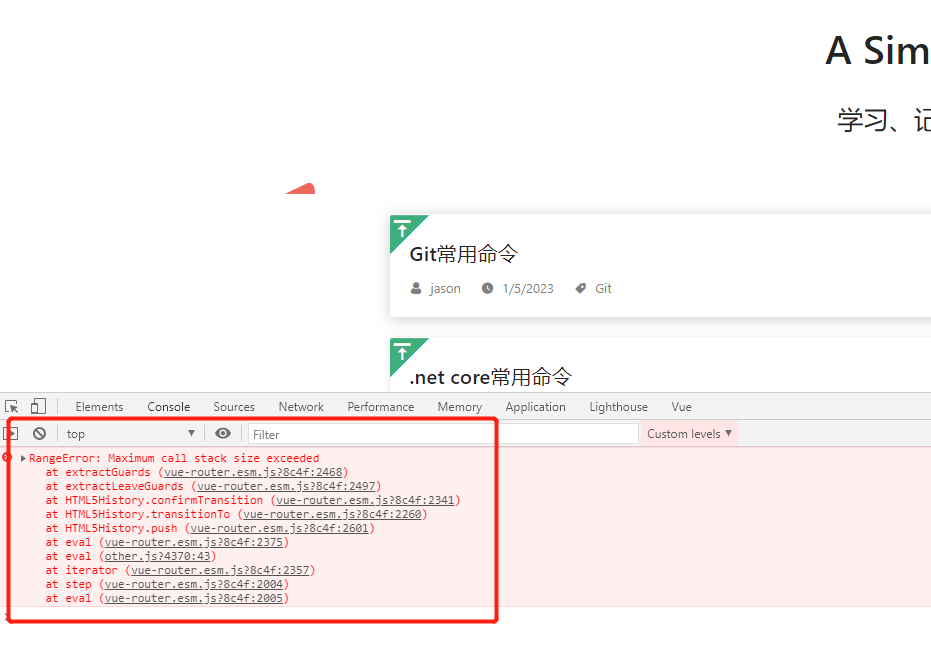 A Sim
学习、记
Git常用命令
jason 1/5/2023 Git
.net core常用命令
Elements Console Sources Network Performance Memory Application Lighthouse Vue
top Filter Custom levels
RangeError: Maximum call stack size exceeded
at extractGuards (vue-router.esm.js?8c4f:2468)
at extractLeaveGuards (vue-router.esm.js?8c4f:2497)
at HTML5History.confirmTransition (vue-router.esm.js?8c4f:2341)
at HTML5History.transitionTo (vue-router.esm.js?8c4f:2260)
at HTML5History.push (vue-router.esm.js?8c4f:2601)
at eval (vue-router.esm.js?8c4f:2375)
at eval (other.js?4370:43)
at iterator (vue-router.esm.js?8c4f:2357)
at step (vue-router.esm.js?8c4f:2004)
at eval (vue-router.esm.js?8c4f:2005)